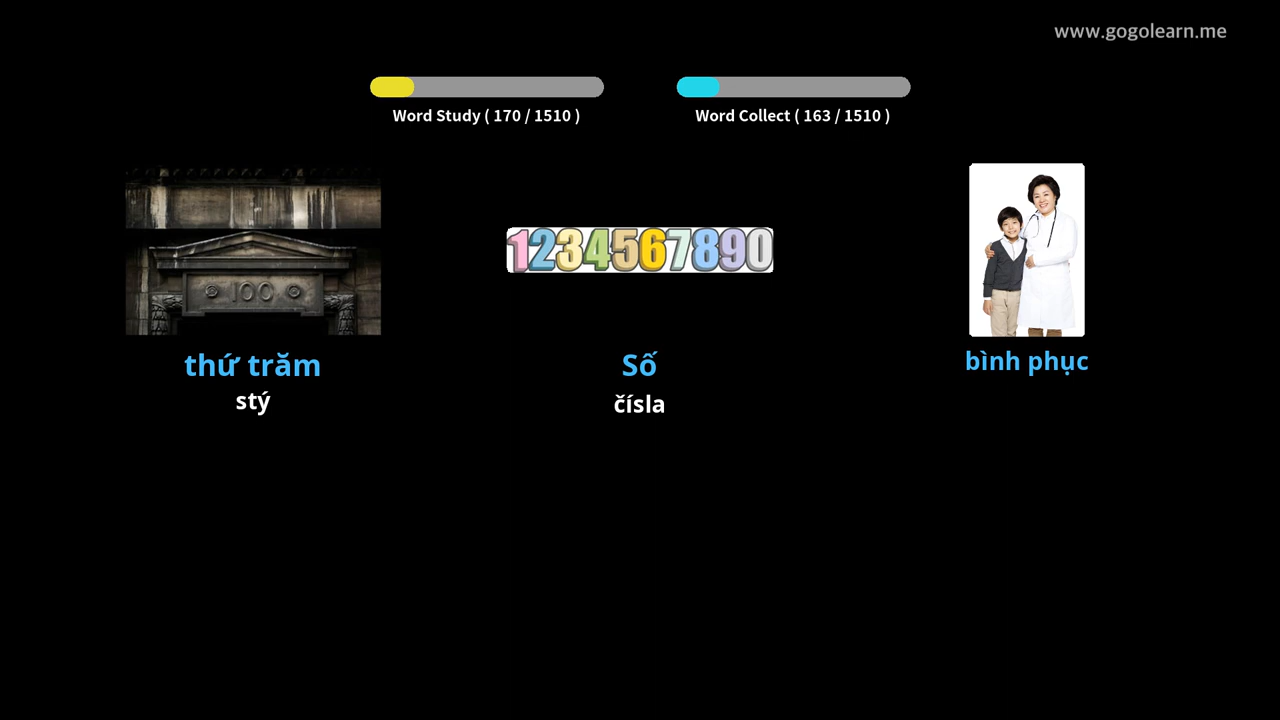 www.gogolearn.me
Word Study ( 170 / 1510 )
Word Collect ( 163 / 1510 )
100
1234567890
thứ trăm
stý
Số
čísla
bình phục